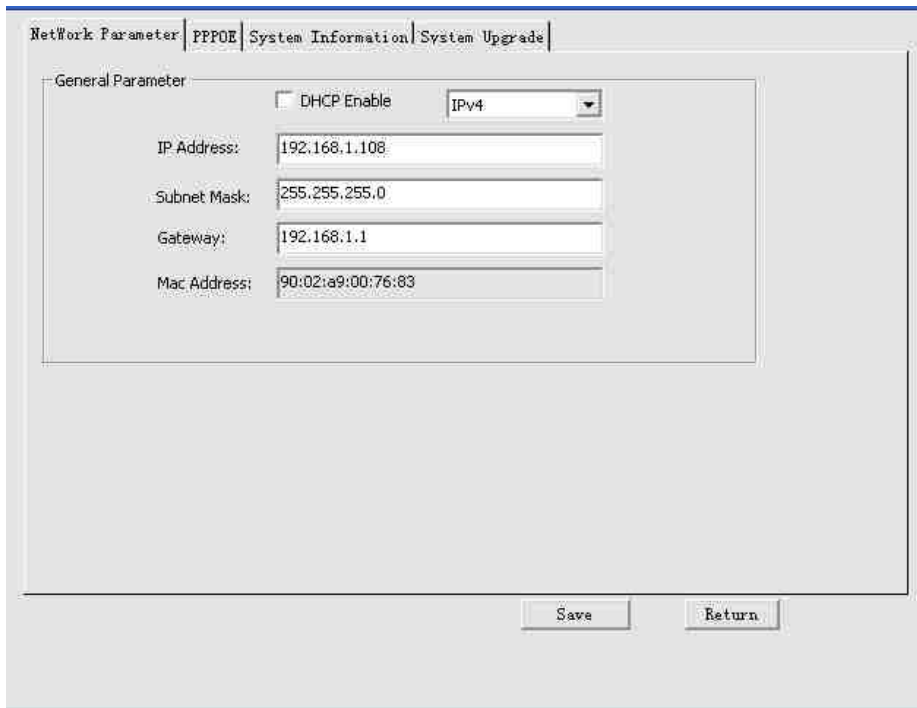 NetWork Parameter PPPOE System Information System Upgrade
General Parameter
DHCP Enable IPv4
IP Address: 192.168.1.108
Subnet Mask: 255.255.255.0
Gateway: 192.168.1.1
Mac Address: 90:02:a9:00:76:83
Save Return